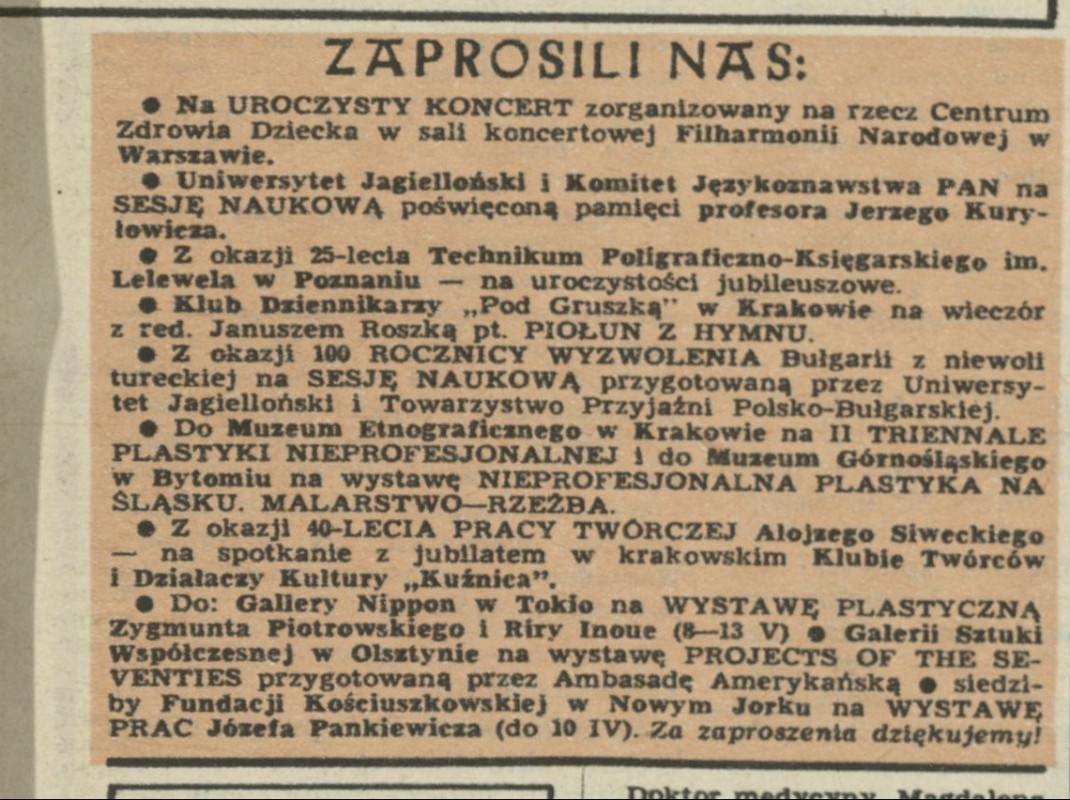 ZAPROSILI NAS:
● Na UROCZYSTY KONCERT zorganizowany na rzecz Centrum
Zdrowia Dziecka w sali koncertowej Filharmonii Narodowej w
Warszawie.
● Uniwersytet Jagielloński i Komitet Językoznawstwa PAN na
SESJĘ NAUKOWĄ poświęconą pamięci profesora Jerzego Kury-
łowicza.
● Z okazji 25-lecia Technikum Poligraficzno-Księgarskiego im.
Lelewela w Poznaniu — na uroczystości jubileuszowe.
● Klub Dziennikarzy „Pod Gruszką” w Krakowie na wieczór
z red. Januszem Roszką pt. PIOŁUN Z HYMNU.
● Z okazji 100 ROCZNICY WYZWOLENIA Bułgarii z niewoli
tureckiej na SESJĘ NAUKOWĄ przygotowaną przez Uniwersy-
tet Jagielloński i Towarzystwo Przyjaźni Polsko-Bułgarskiej.
● Do Muzeum Etnograficznego w Krakowie na II TRIENNALE
PLASTYKI NIEPROFESJONALNEJ i do Muzeum Górnośląskiego
w Bytomiu na wystawę NIEPROFESJONALNA PLASTYKA NA
ŚLĄSKU. MALARSTWO—RZEŹBA.
● Z okazji 40-LECIA PRACY TWÓRCZEJ Alojzego Siweckiego
— na spotkanie z jubilatem w krakowskim Klubie Twórców
i Działaczy Kultury „Kuźnica”.
● Do: Gallery Nippon w Tokio na WYSTAWĘ PLASTYCZNĄ
Zygmunta Piotrowskiego i Riry Inoue (8—13 V) ● Galerii Sztuki
Współczesnej w Olsztynie na wystawę PROJECTS OF THE SE-
VENTIES przygotowaną przez Ambasadę Amerykańską ● siedzi-
by Fundacji Kościuszkowskiej w Nowym Jorku na WYSTAWĘ
PRAC Józefa Pankiewicza (do 10 IV). Za zaproszenia dziękujemy!
Doktor medycyny Magdalena